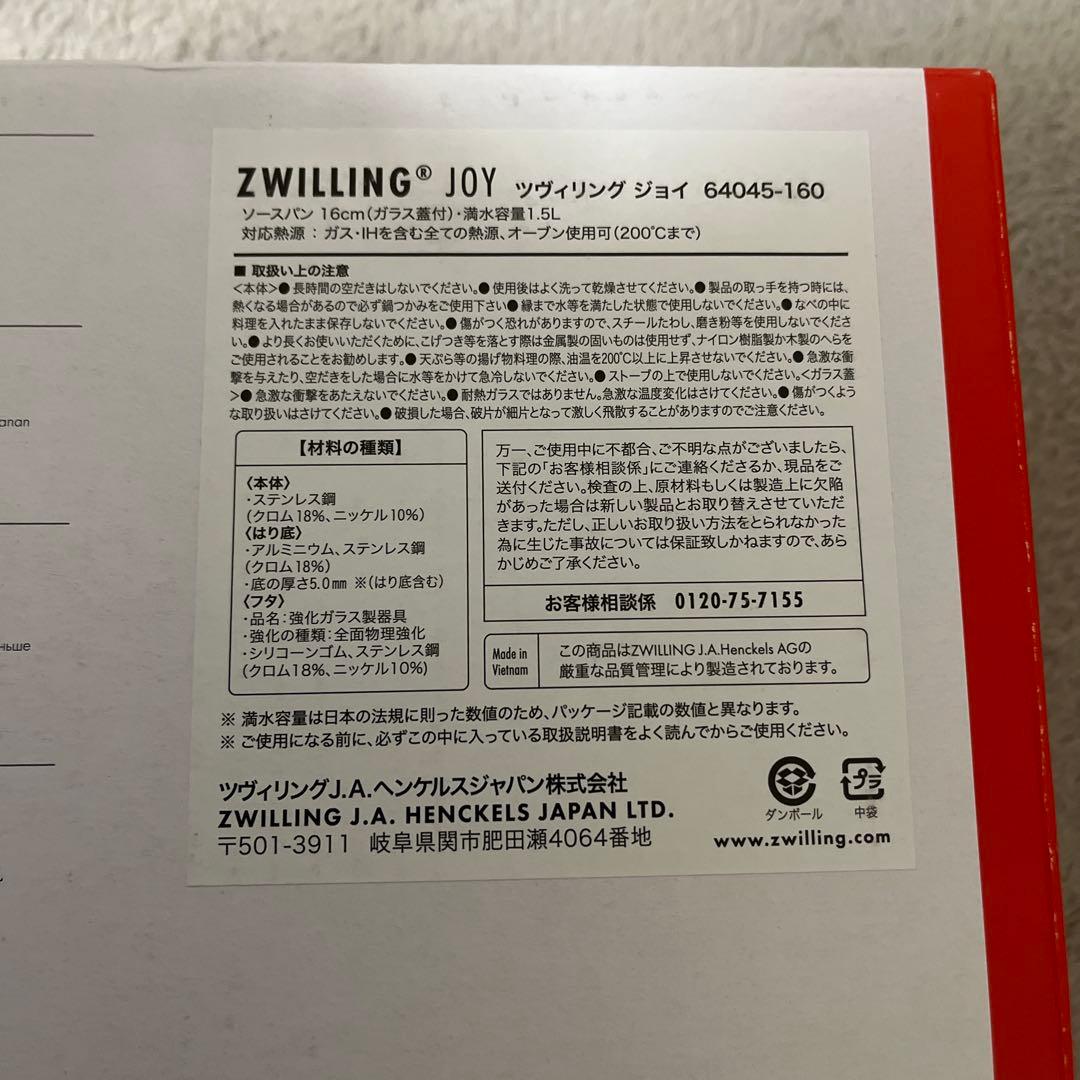 ZWILLING® JOY ツヴィリング ジョイ 64045-160
ソースパン 16cm(ガラス蓋付)・満水容量1.5L
対応熱源 : ガス・IHを含む全ての熱源、オーブン使用可(200℃まで)
■ 取扱い上の注意
<本体>● 長時間の空だきはしないでください。● 使用後はよく洗って乾燥させてください。● 製品の取っ手を持つ時には、
熱くなる場合があるので必ず鍋つかみをご使用下さい● 縁まで水等を満たした状態で使用しないでください。● なべの中に
料理を入れたまま保存しないでください。● 傷がつく恐れがありますので、スチールたわし、磨き粉等を使用しないでくださ
い。● より長くお使いいただくために、こげつき等を落とす際は金属製の固いものは使用せず、ナイロン樹脂製か木製のへらを
ご使用されることをお勧めします。● 天ぷら等の揚げ物料理の際、油温を200℃以上に上昇させないでください。● 急激な衝
撃を与えたり、空だきをした場合に水等をかけて急冷しないでください。● ストーブの上で使用しないでください。<ガラス蓋
>● 急激な衝撃をあたえないでください。● 耐熱ガラスではありません。急激な温度変化はさけてください。● 傷がつくよう
な取り扱いはさけてください。● 破損した場合、破片が細片となって激しく飛散することがありますのでご注意ください。
【材料の種類】
〈本体〉
・ステンレス鋼
(クロム18%、ニッケル10%)
〈はり底〉
・アルミニウム、ステンレス鋼
(クロム18%)
・底の厚さ5.0㎜ ※(はり底含む)
〈フタ〉
・品名:強化ガラス製器具
・強化の種類:全面物理強化
・シリコーンゴム、ステンレス鋼
(クロム18%、ニッケル10%)
万一、ご使用中に不都合、ご不明な点がございましたら、
下記の「お客様相談係」にご連絡くださるか、現品をご
送付ください。検査の上、原材料もしくは製造上に欠陥
があった場合は新しい製品とお取り替えさせていただ
きます。ただし、正しいお取り扱い方法をとられなかった
為に生じた事故については保証致しかねますので、あら
かじめご了承ください。
お客様相談係 0120-75-7155
Made in
Vietnam
この商品はZWILLING J.A.Henckels AGの
厳重な品質管理により製造されております。
※ 満水容量は日本の法規に則った数値のため、パッケージ記載の数値と異なります。
※ ご使用になる前に、必ずこの中に入っている取扱説明書をよく読んでからご使用ください。
ツヴィリングJ.A.ヘンケルスジャパン株式会社
ZWILLING J.A. HENCKELS JAPAN LTD.
〒501-3911 岐阜県関市肥田瀬4064番地
プラ
ダンボール 中袋
www.zwilling.com
anan
ньше